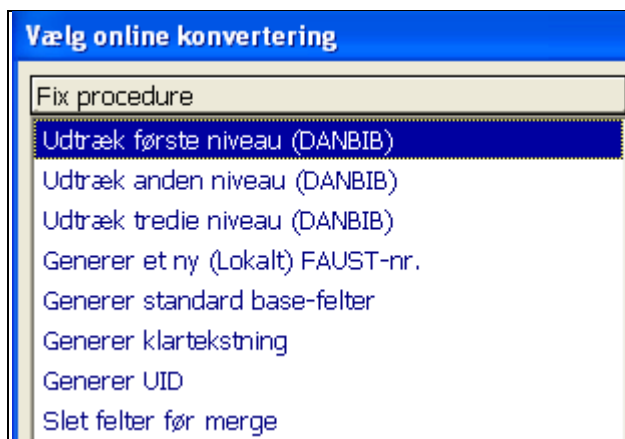 Vælg online konvertering
Fix procedure
Udtræk første niveau (DANBIB)
Udtræk anden niveau (DANBIB)
Udtræk tredie niveau (DANBIB)
Generer et ny (Lokalt) FAUST-nr.
Generer standard base-felter
Generer klartekstning
Generer UID
Slet felter før merge